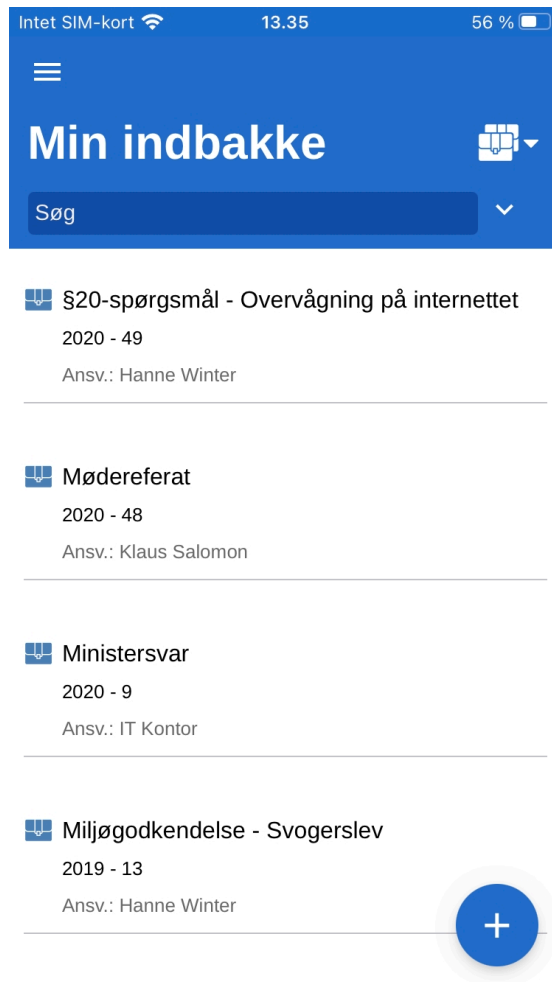 Intet SIM-kort 13.35 56 %
Min indbakke
Søg
§20-spørgsmål - Overvågning på internettet
2020 - 49
Ansv.: Hanne Winter
Mødereferat
2020 - 48
Ansv.: Klaus Salomon
Ministersvar
2020 - 9
Ansv.: IT Kontor
Miljøgodkendelse - Svogerslev
2019 - 13
Ansv.: Hanne Winter